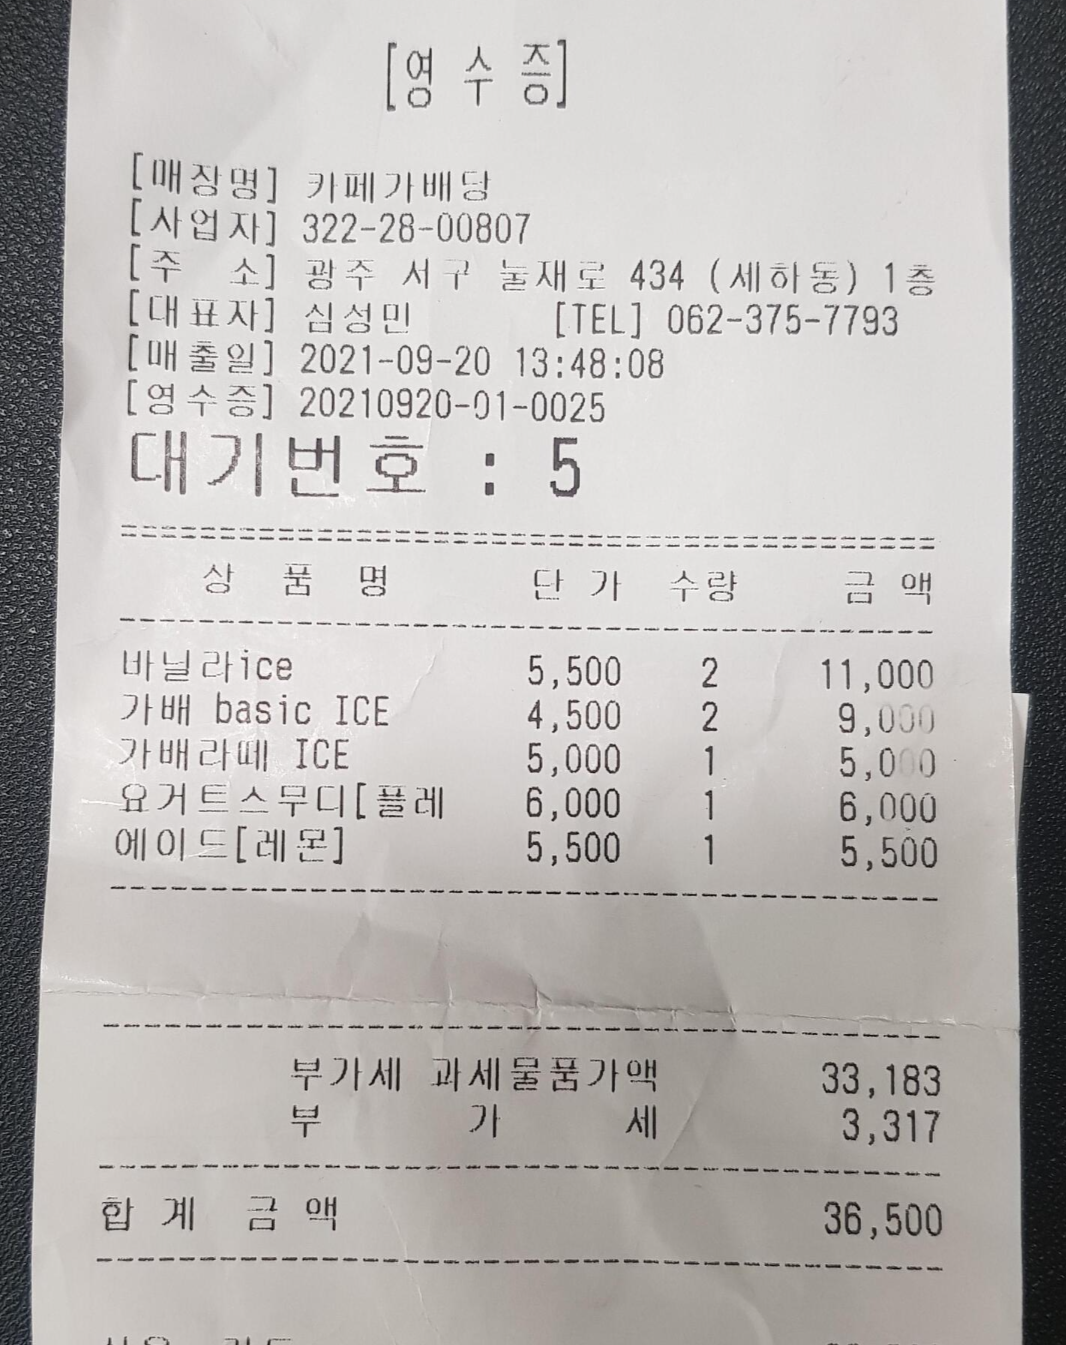 [영 수 증]
[매장명] 카페가배당
[사업자] 322-28-00807
[주 소] 광주 서구 눌재로 434 (세하동) 1층
[대표자] 심성민 [TEL] 062-375-7793
[매출일] 2021-09-20 13:48:08
[영수증] 20210920-01-0025
대기번호 : 5
상 품 명 단 가 수량 금 액
바닐라ice 5,500 2 11,000
가배 basic ICE 4,500 2 9,000
가배라떼 ICE 5,000 1 5,000
요거트스무디[플레 6,000 1 6,000
에이드[레몬] 5,500 1 5,500
부가세 과세물품가액 33,183
부 가 세 3,317
합 계 금 액 36,500